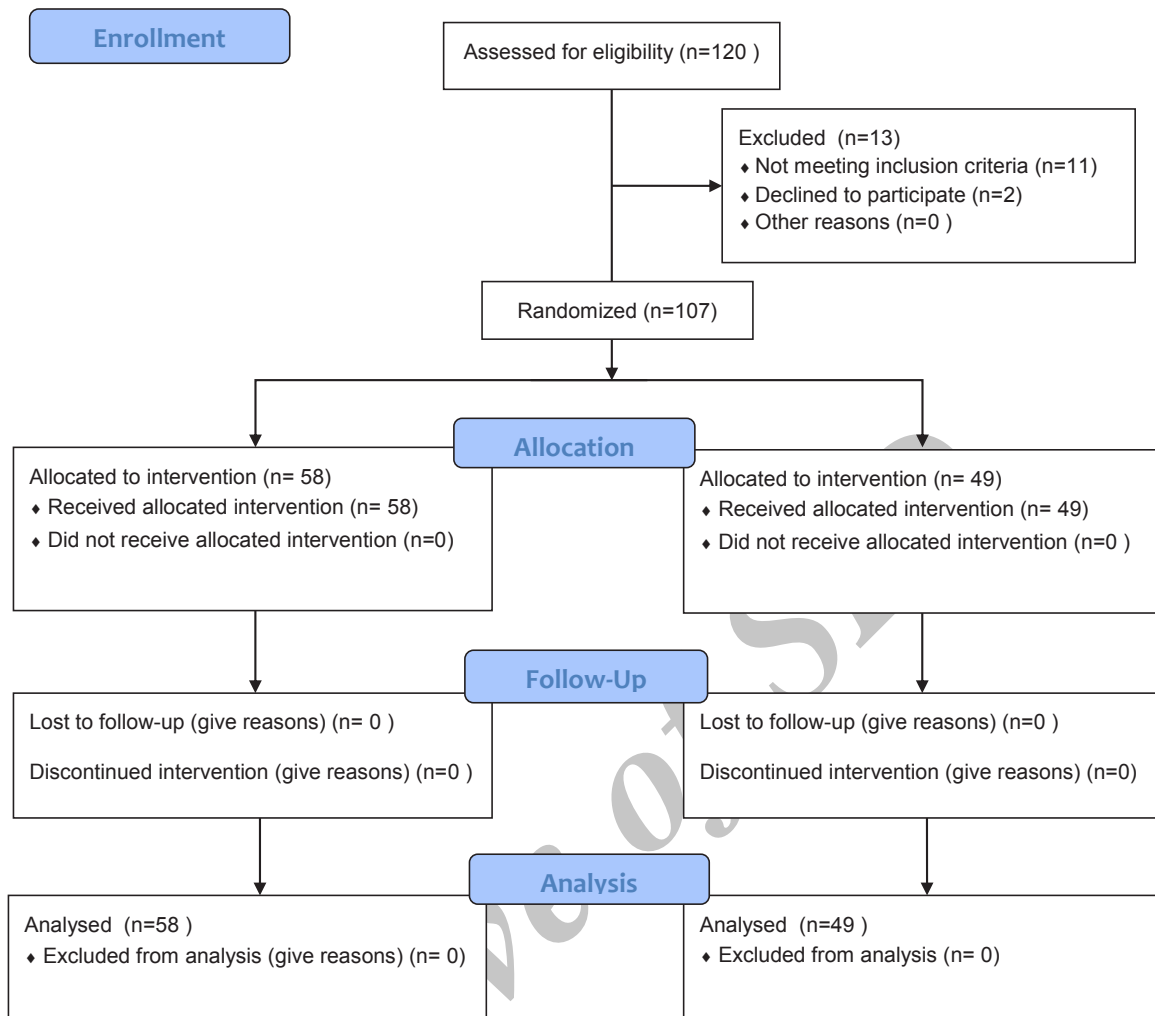 Enrollment
Assessed for eligibility (n=120 )
Excluded  (n=13)
♦ Not meeting inclusion criteria (n=11)
♦ Declined to participate (n=2)
♦ Other reasons (n=0 )
Randomized (n=107)
Allocation
Allocated to intervention (n= 58)
♦ Received allocated intervention (n= 58)
♦ Did not receive allocated intervention (n=0)
Allocated to intervention (n= 49)
♦ Received allocated intervention (n= 49)
♦ Did not receive allocated intervention (n=0 )
Follow-Up
Lost to follow-up (give reasons) (n= 0 )
Discontinued intervention (give reasons) (n=0 )
Lost to follow-up (give reasons) (n=0 )
Discontinued intervention (give reasons) (n=0)
Analysis
Analysed  (n=58 )
♦ Excluded from analysis (give reasons) (n= 0)
Analysed  (n=49 )
♦ Excluded from analysis (n= 0)